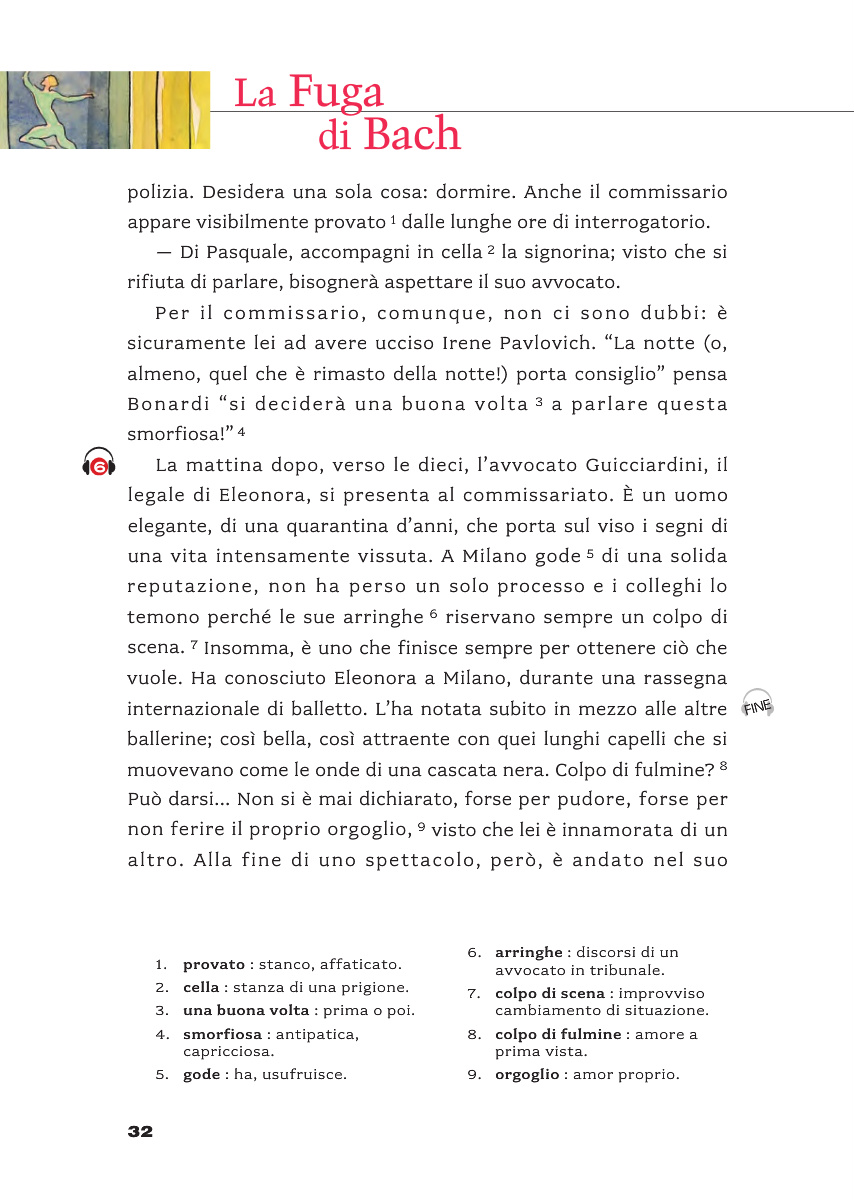 La Fuga
di Bach
polizia. Desidera una sola cosa: dormire. Anche il commissario
appare visibilmente provato 1 dalle lunghe ore di interrogatorio.
— Di Pasquale, accompagni in cella 2 la signorina; visto che si
rifiuta di parlare, bisognerà aspettare il suo avvocato.
Per il commissario, comunque, non ci sono dubbi: è
sicuramente lei ad avere ucciso Irene Pavlovich. “La notte (o,
almeno, quel che è rimasto della notte!) porta consiglio” pensa
Bonardi “si deciderà una buona volta 3 a parlare questa
smorfiosa!” 4
6
La mattina dopo, verso le dieci, l’avvocato Guicciardini, il
legale di Eleonora, si presenta al commissariato. È un uomo
elegante, di una quarantina d’anni, che porta sul viso i segni di
una vita intensamente vissuta. A Milano gode 5 di una solida
reputazione, non ha perso un solo processo e i colleghi lo
temono perché le sue arringhe 6 riservano sempre un colpo di
scena. 7 Insomma, è uno che finisce sempre per ottenere ciò che
vuole. Ha conosciuto Eleonora a Milano, durante una rassegna
internazionale di balletto. L’ha notata subito in mezzo alle altre
FINE
ballerine; così bella, così attraente con quei lunghi capelli che si
muovevano come le onde di una cascata nera. Colpo di fulmine? 8
Può darsi... Non si è mai dichiarato, forse per pudore, forse per
non ferire il proprio orgoglio, 9 visto che lei è innamorata di un
altro. Alla fine di uno spettacolo, però, è andato nel suo
1. provato : stanco, affaticato.
2. cella : stanza di una prigione.
3. una buona volta : prima o poi.
4. smorfiosa : antipatica,
capricciosa.
5. gode : ha, usufruisce.
6. arringhe : discorsi di un
avvocato in tribunale.
7. colpo di scena : improvviso
cambiamento di situazione.
8. colpo di fulmine : amore a
prima vista.
9. orgoglio : amor proprio.
32